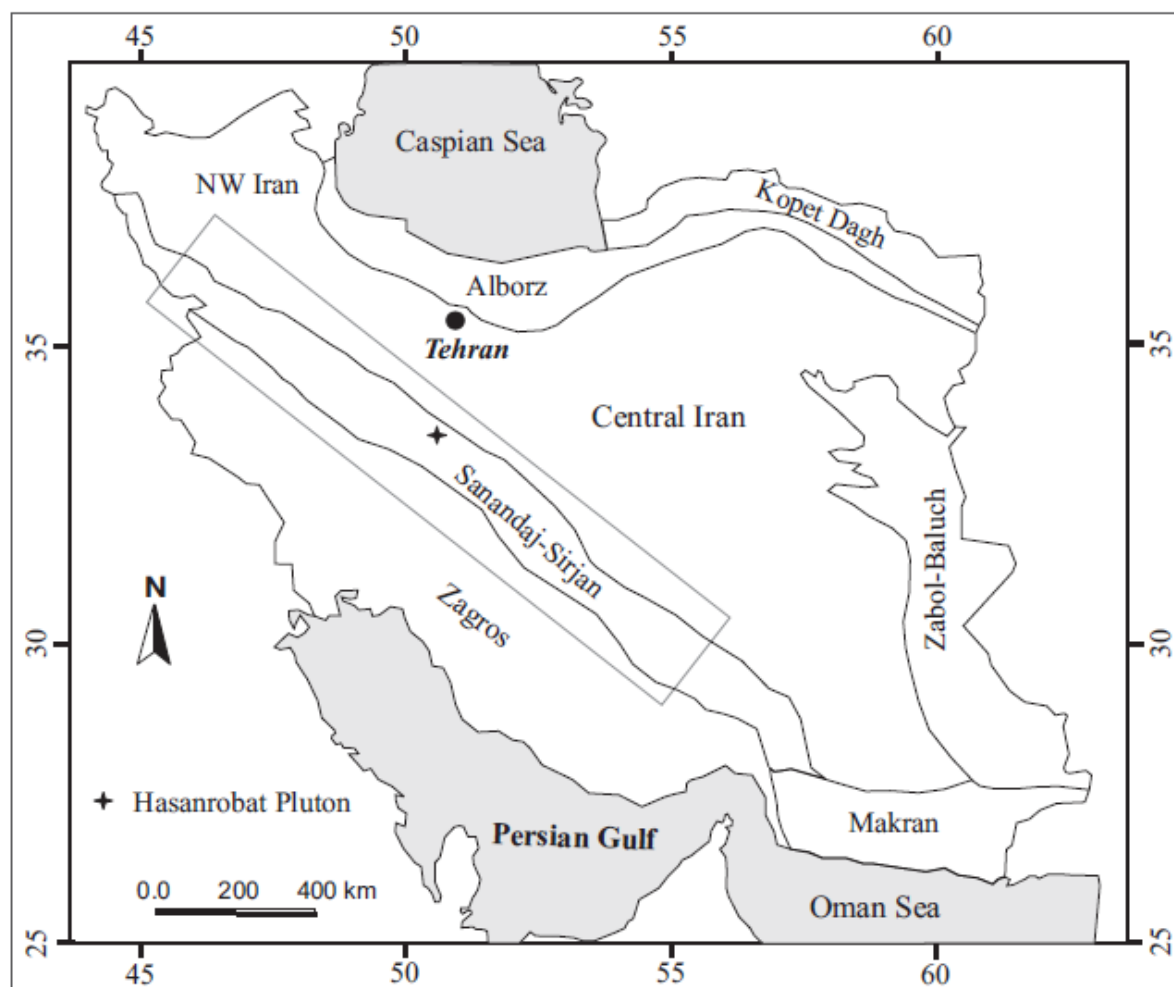 45 50 55 60
Caspian Sea
NW Iran
Kopet Dagh
Alborz
35 35
Tehran
Central Iran
Sanandaj-Sirjan
Zabol-Baluch
Zagros
N
30 30
Hasanrobat Pluton
Makran
Persian Gulf
0.0 200 400 km
Oman Sea
25 25
45 50 55 60